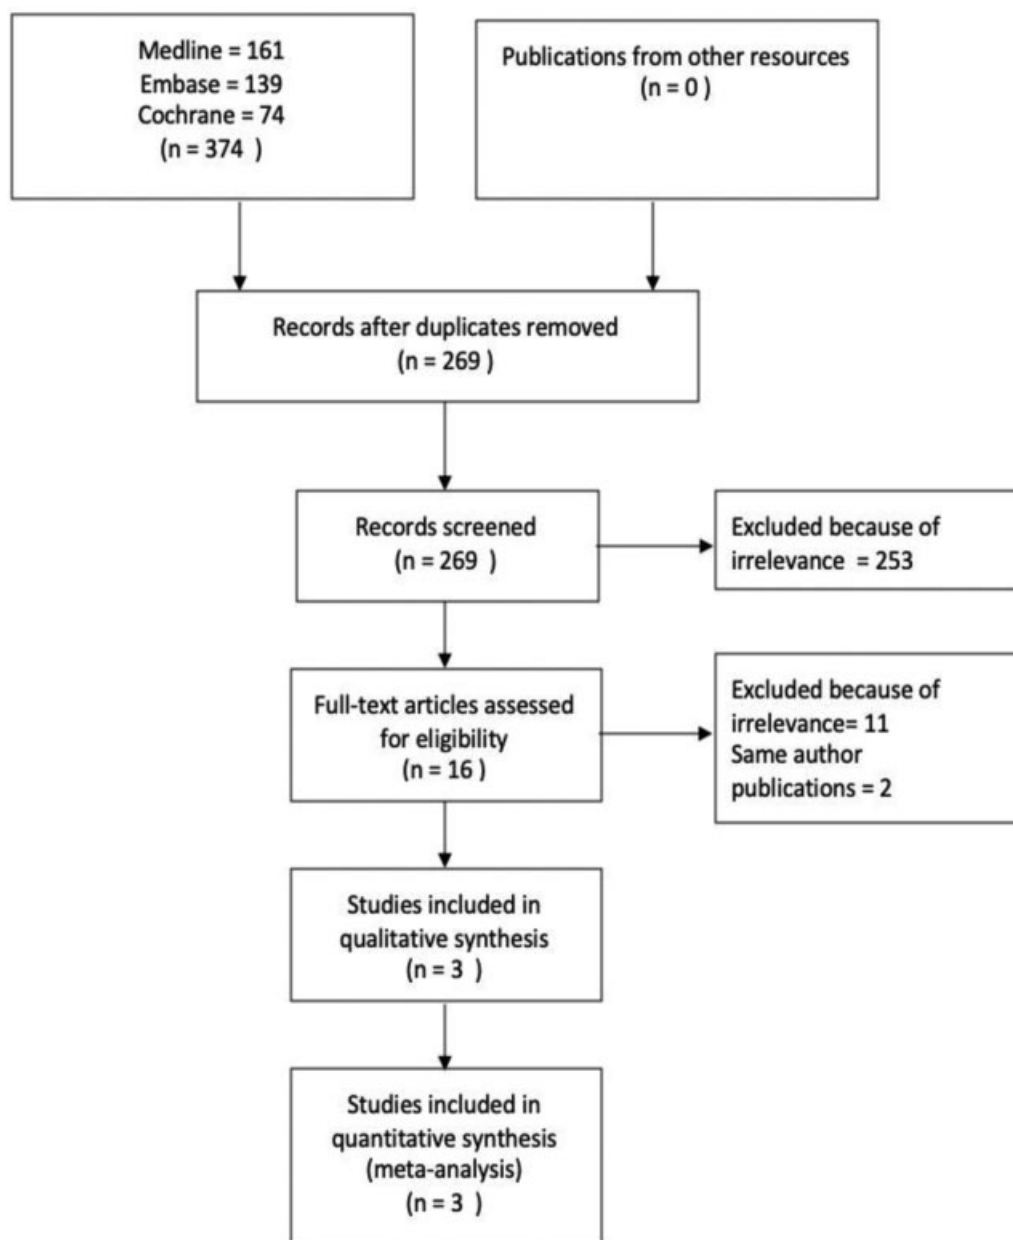 Medline = 161
Embase = 139
Cochrane = 74
(n = 374 )
Publications from other resources
(n = 0 )
Records after duplicates removed
(n = 269 )
Records screened
(n = 269 )
Excluded because of
irrelevance = 253
Full-text articles assessed
for eligibility
(n = 16 )
Excluded because of
irrelevance= 11
Same author
publications = 2
Studies included in
qualitative synthesis
(n = 3 )
Studies included in
quantitative synthesis
(meta-analysis)
(n = 3 )